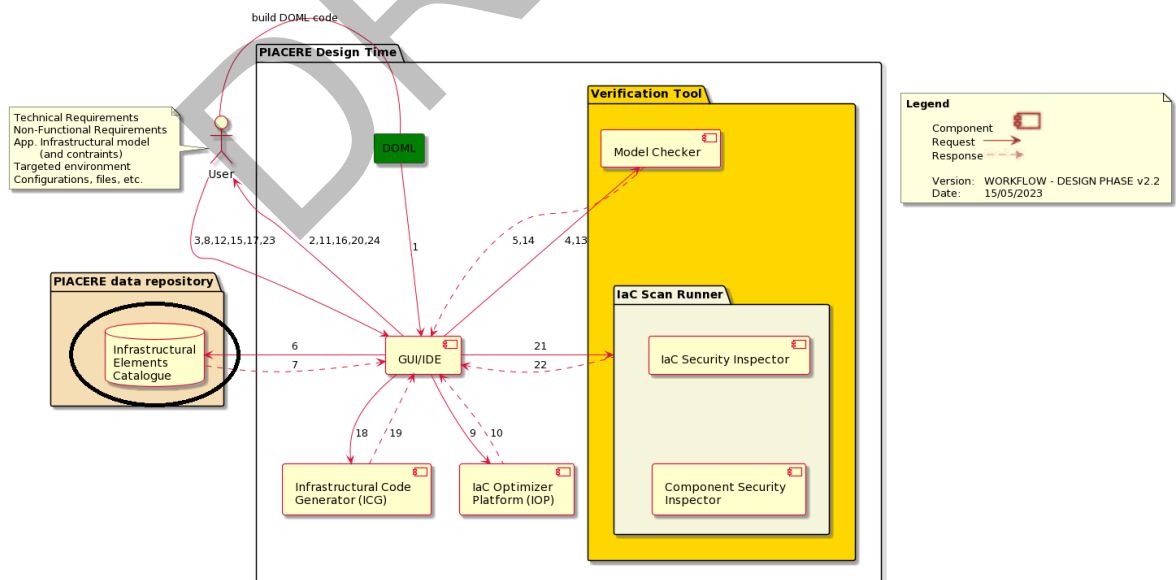 build DOML code
PIACERE Design Time
Technical Requirements
Non-Functional Requirements
App. Infrastructural model
(and contraints)
Targeted environment
Configurations, files, etc.
User
DOML
Verification Tool
Model Checker
Legend
Component
Request
Response
Version: WORKFLOW - DESIGN PHASE v2.2
Date: 15/05/2023
3,8,12,15,17,23
2,11,16,20,24
1
5,14
4,13
PIACERE data repository
Infrastructural
Elements
Catalogue
6
7
GUI/IDE
21
22
IaC Scan Runner
IaC Security Inspector
18
19
9
10
Infrastructural Code
Generator (ICG)
IaC Optimizer
Platform (IOP)
Component Security
Inspector